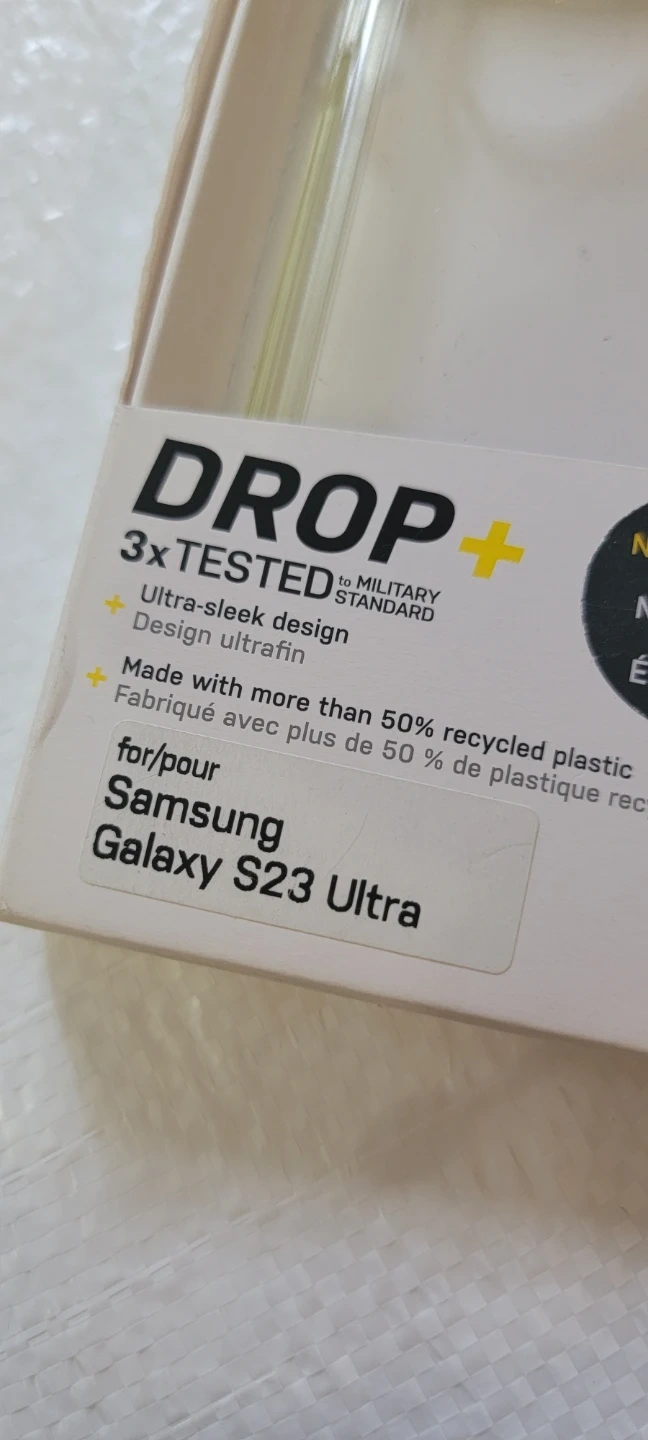 DROP+
3x TESTED to MILITARY
STANDARD
+ Ultra-sleek design
Design ultrafin
+ Made with more than 50% recycled plastic
Fabriqué avec plus de 50 % de plastique
for/pour
Samsung
Galaxy S23 Ultra